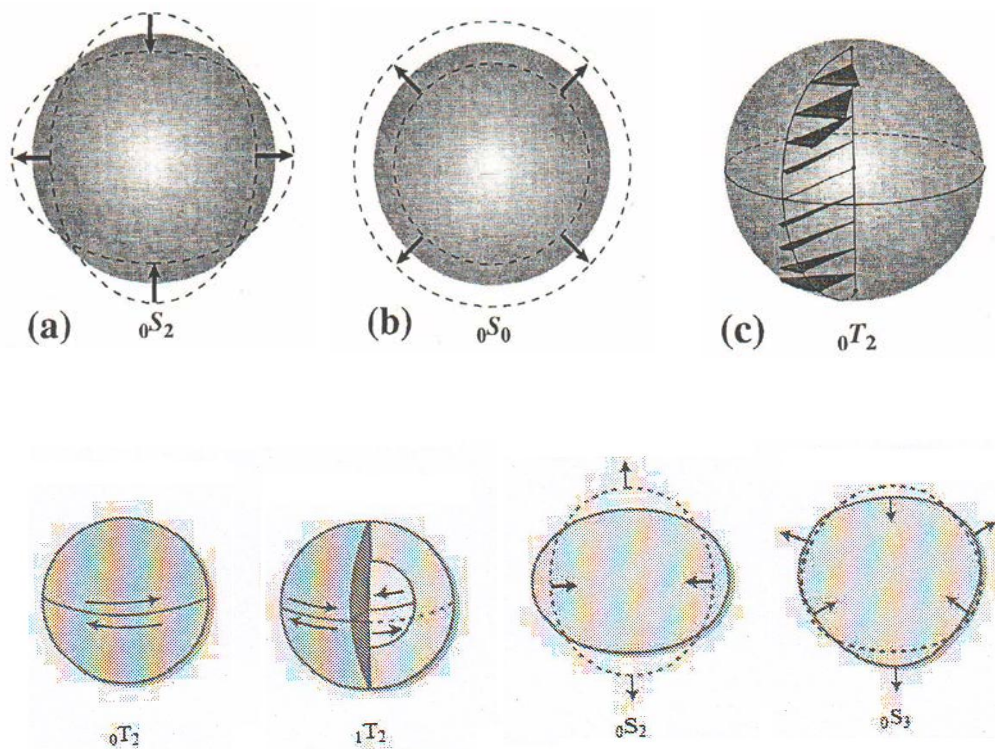 (a) ₀S₂
(b) ₀S₀
(c) ₀T₂
₀T₂
₁T₂
₀S₂
₀S₃